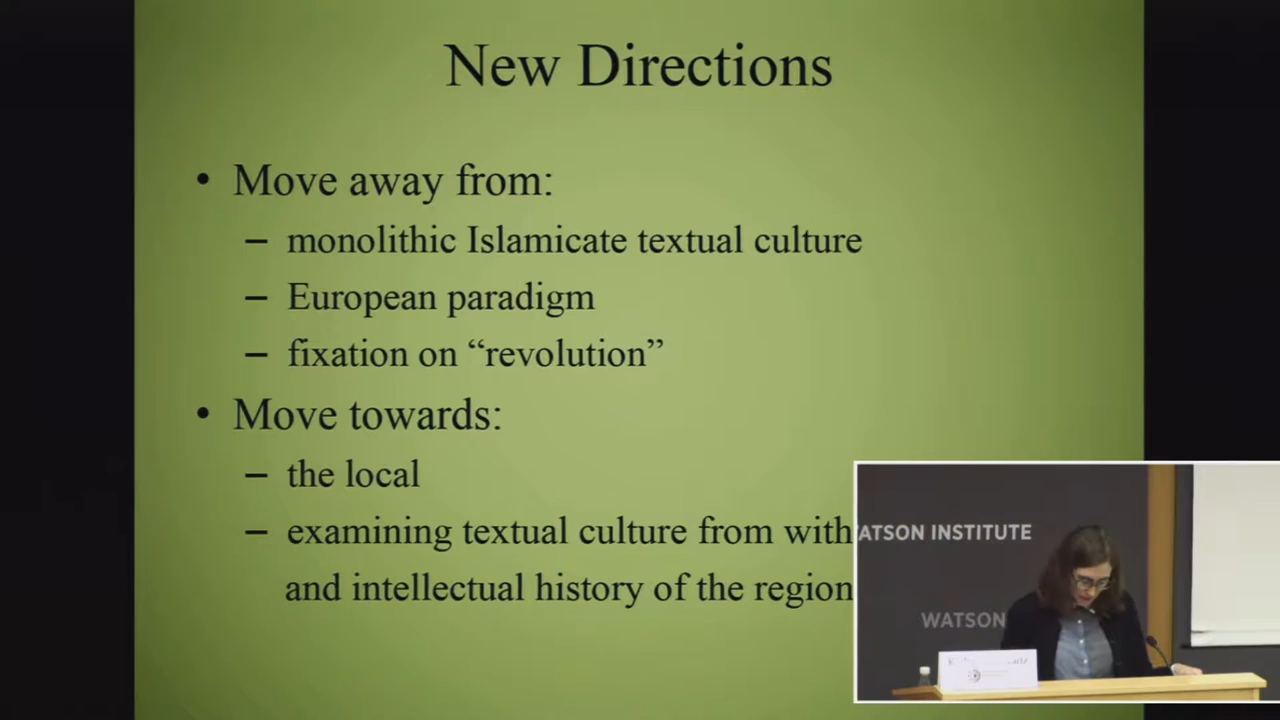 New Directions
• Move away from:
– monolithic Islamicate textual culture
– European paradigm
– fixation on “revolution”
• Move towards:
– the local
– examining textual culture from with
and intellectual history of the region
ATSON INSTITUTE
WATSON